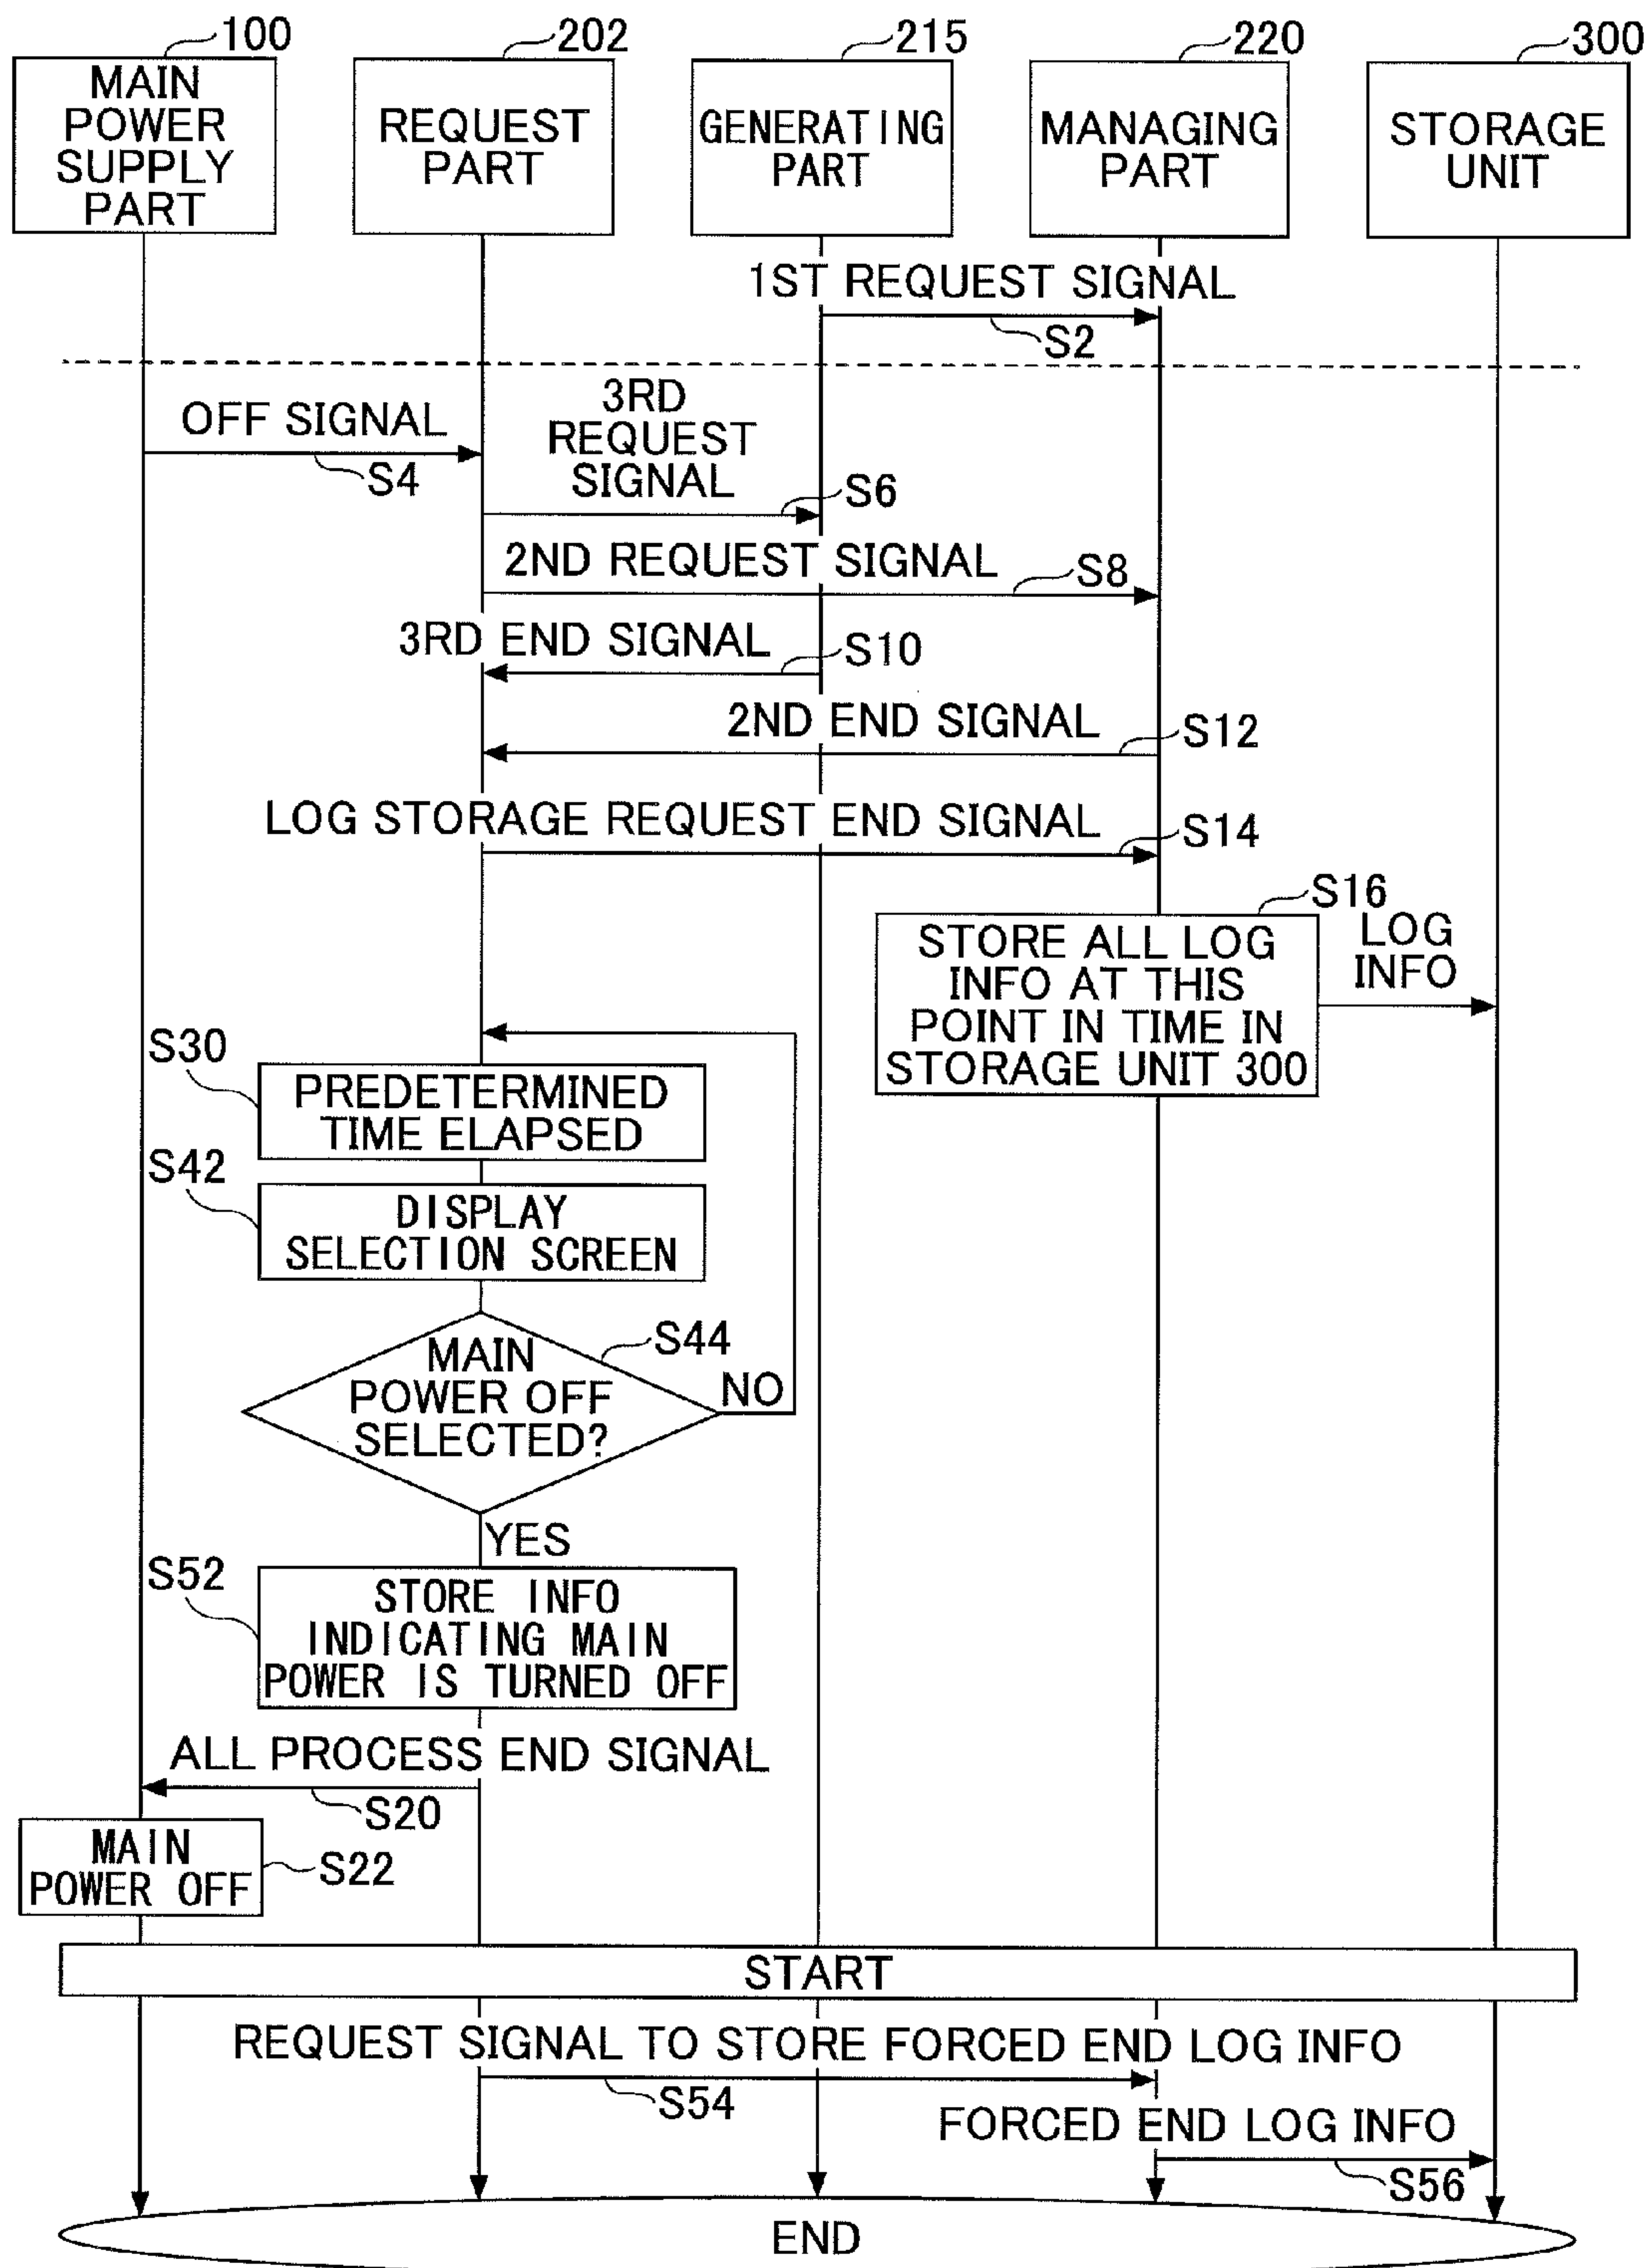 100
202
215
220
300
MAIN
POWER
SUPPLY
PART
REQUEST
PART
GENERATING
PART
MANAGING
PART
STORAGE
UNIT
1ST REQUEST SIGNAL
S2
OFF SIGNAL
S4
3RD
REQUEST
SIGNAL
S6
2ND REQUEST SIGNAL
S8
3RD END SIGNAL
S10
2ND END SIGNAL
S12
LOG STORAGE REQUEST END SIGNAL
S14
S16
STORE ALL LOG
INFO AT THIS
POINT IN TIME IN
STORAGE UNIT 300
LOG
INFO
S30
PREDETERMINED
TIME ELAPSED
S42
DISPLAY
SELECTION SCREEN
S44
MAIN
POWER OFF
SELECTED?
NO
YES
S52
STORE INFO
INDICATING MAIN
POWER IS TURNED OFF
ALL PROCESS END SIGNAL
S20
MAIN
POWER OFF
S22
START
REQUEST SIGNAL TO STORE FORCED END LOG INFO
S54
FORCED END LOG INFO
S56
END